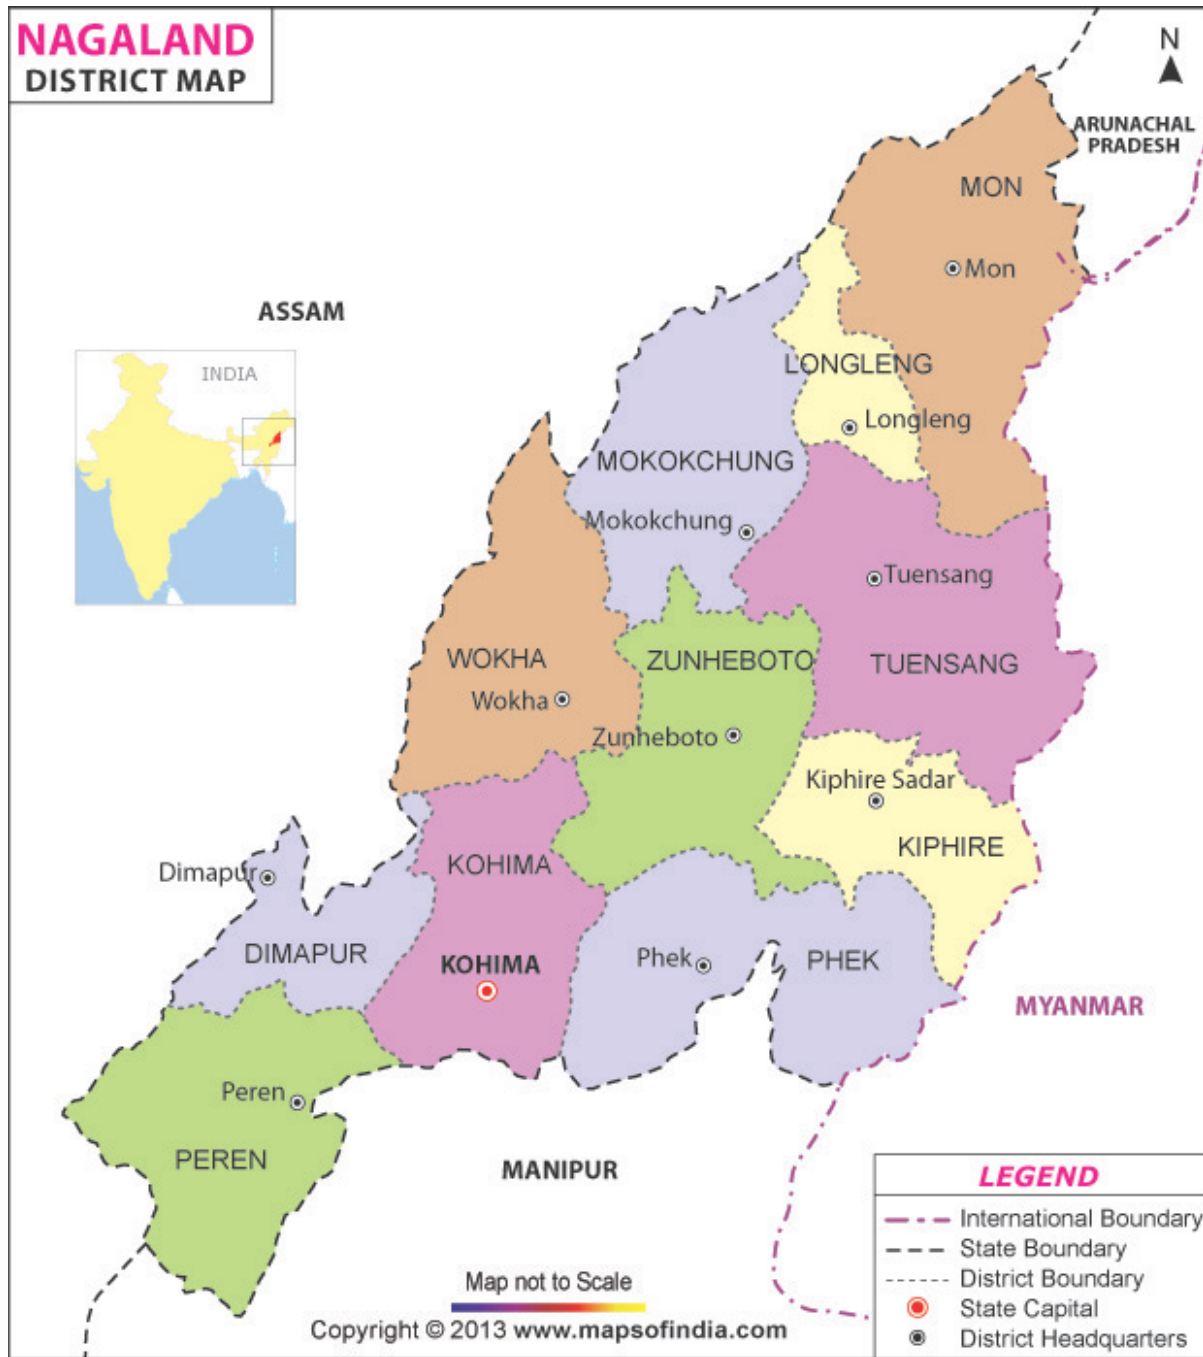 NAGALAND
DISTRICT MAP
N
ARUNACHAL
PRADESH
MON
Mon
ASSAM
INDIA
LONGLENG
Longleng
MOKOKCHUNG
Mokokchung
Tuensang
WOKHA
ZUNHEBOTO
TUENSANG
Wokha
Zunheboto
Kiphire Sadar
KIPHIRE
KOHIMA
Dimapur
DIMAPUR
KOHIMA
Phek
PHEK
MYANMAR
Peren
PEREN
MANIPUR
LEGEND
International Boundary
State Boundary
District Boundary
State Capital
District Headquarters
Map not to Scale
Copyright © 2013 www.mapsofindia.com